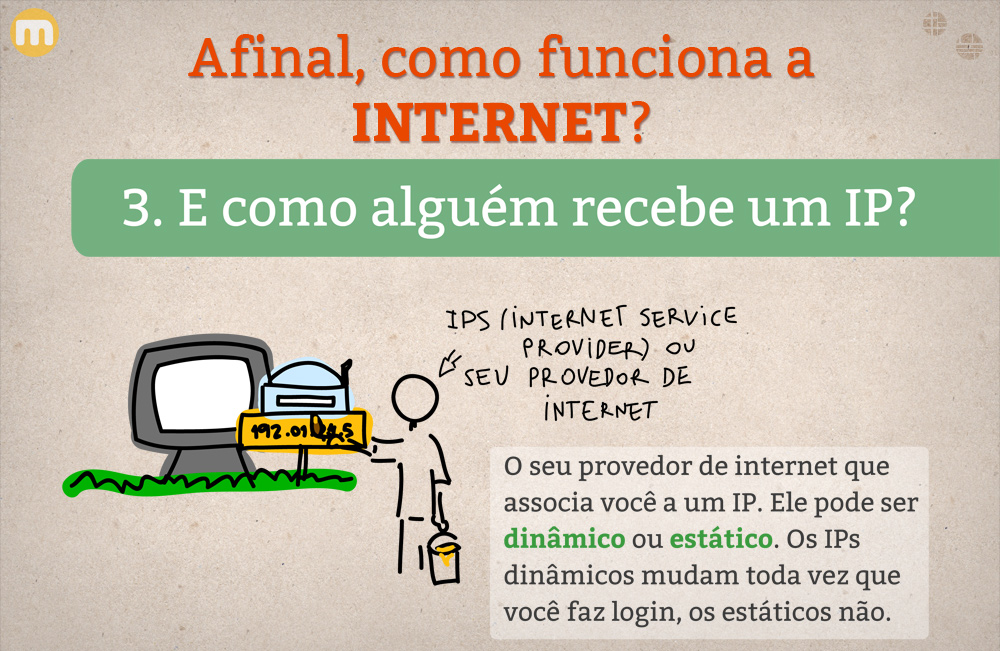 m
Afinal, como funciona a
INTERNET?
3. E como alguém recebe um IP?
IPS (INTERNET SERVICE
PROVIDER) OU
SEU PROVEDOR DE
INTERNET
192.01
O seu provedor de internet que
associa você a um IP. Ele pode ser
dinâmico ou estático. Os IPs
dinâmicos mudam toda vez que
você faz login, os estáticos não.